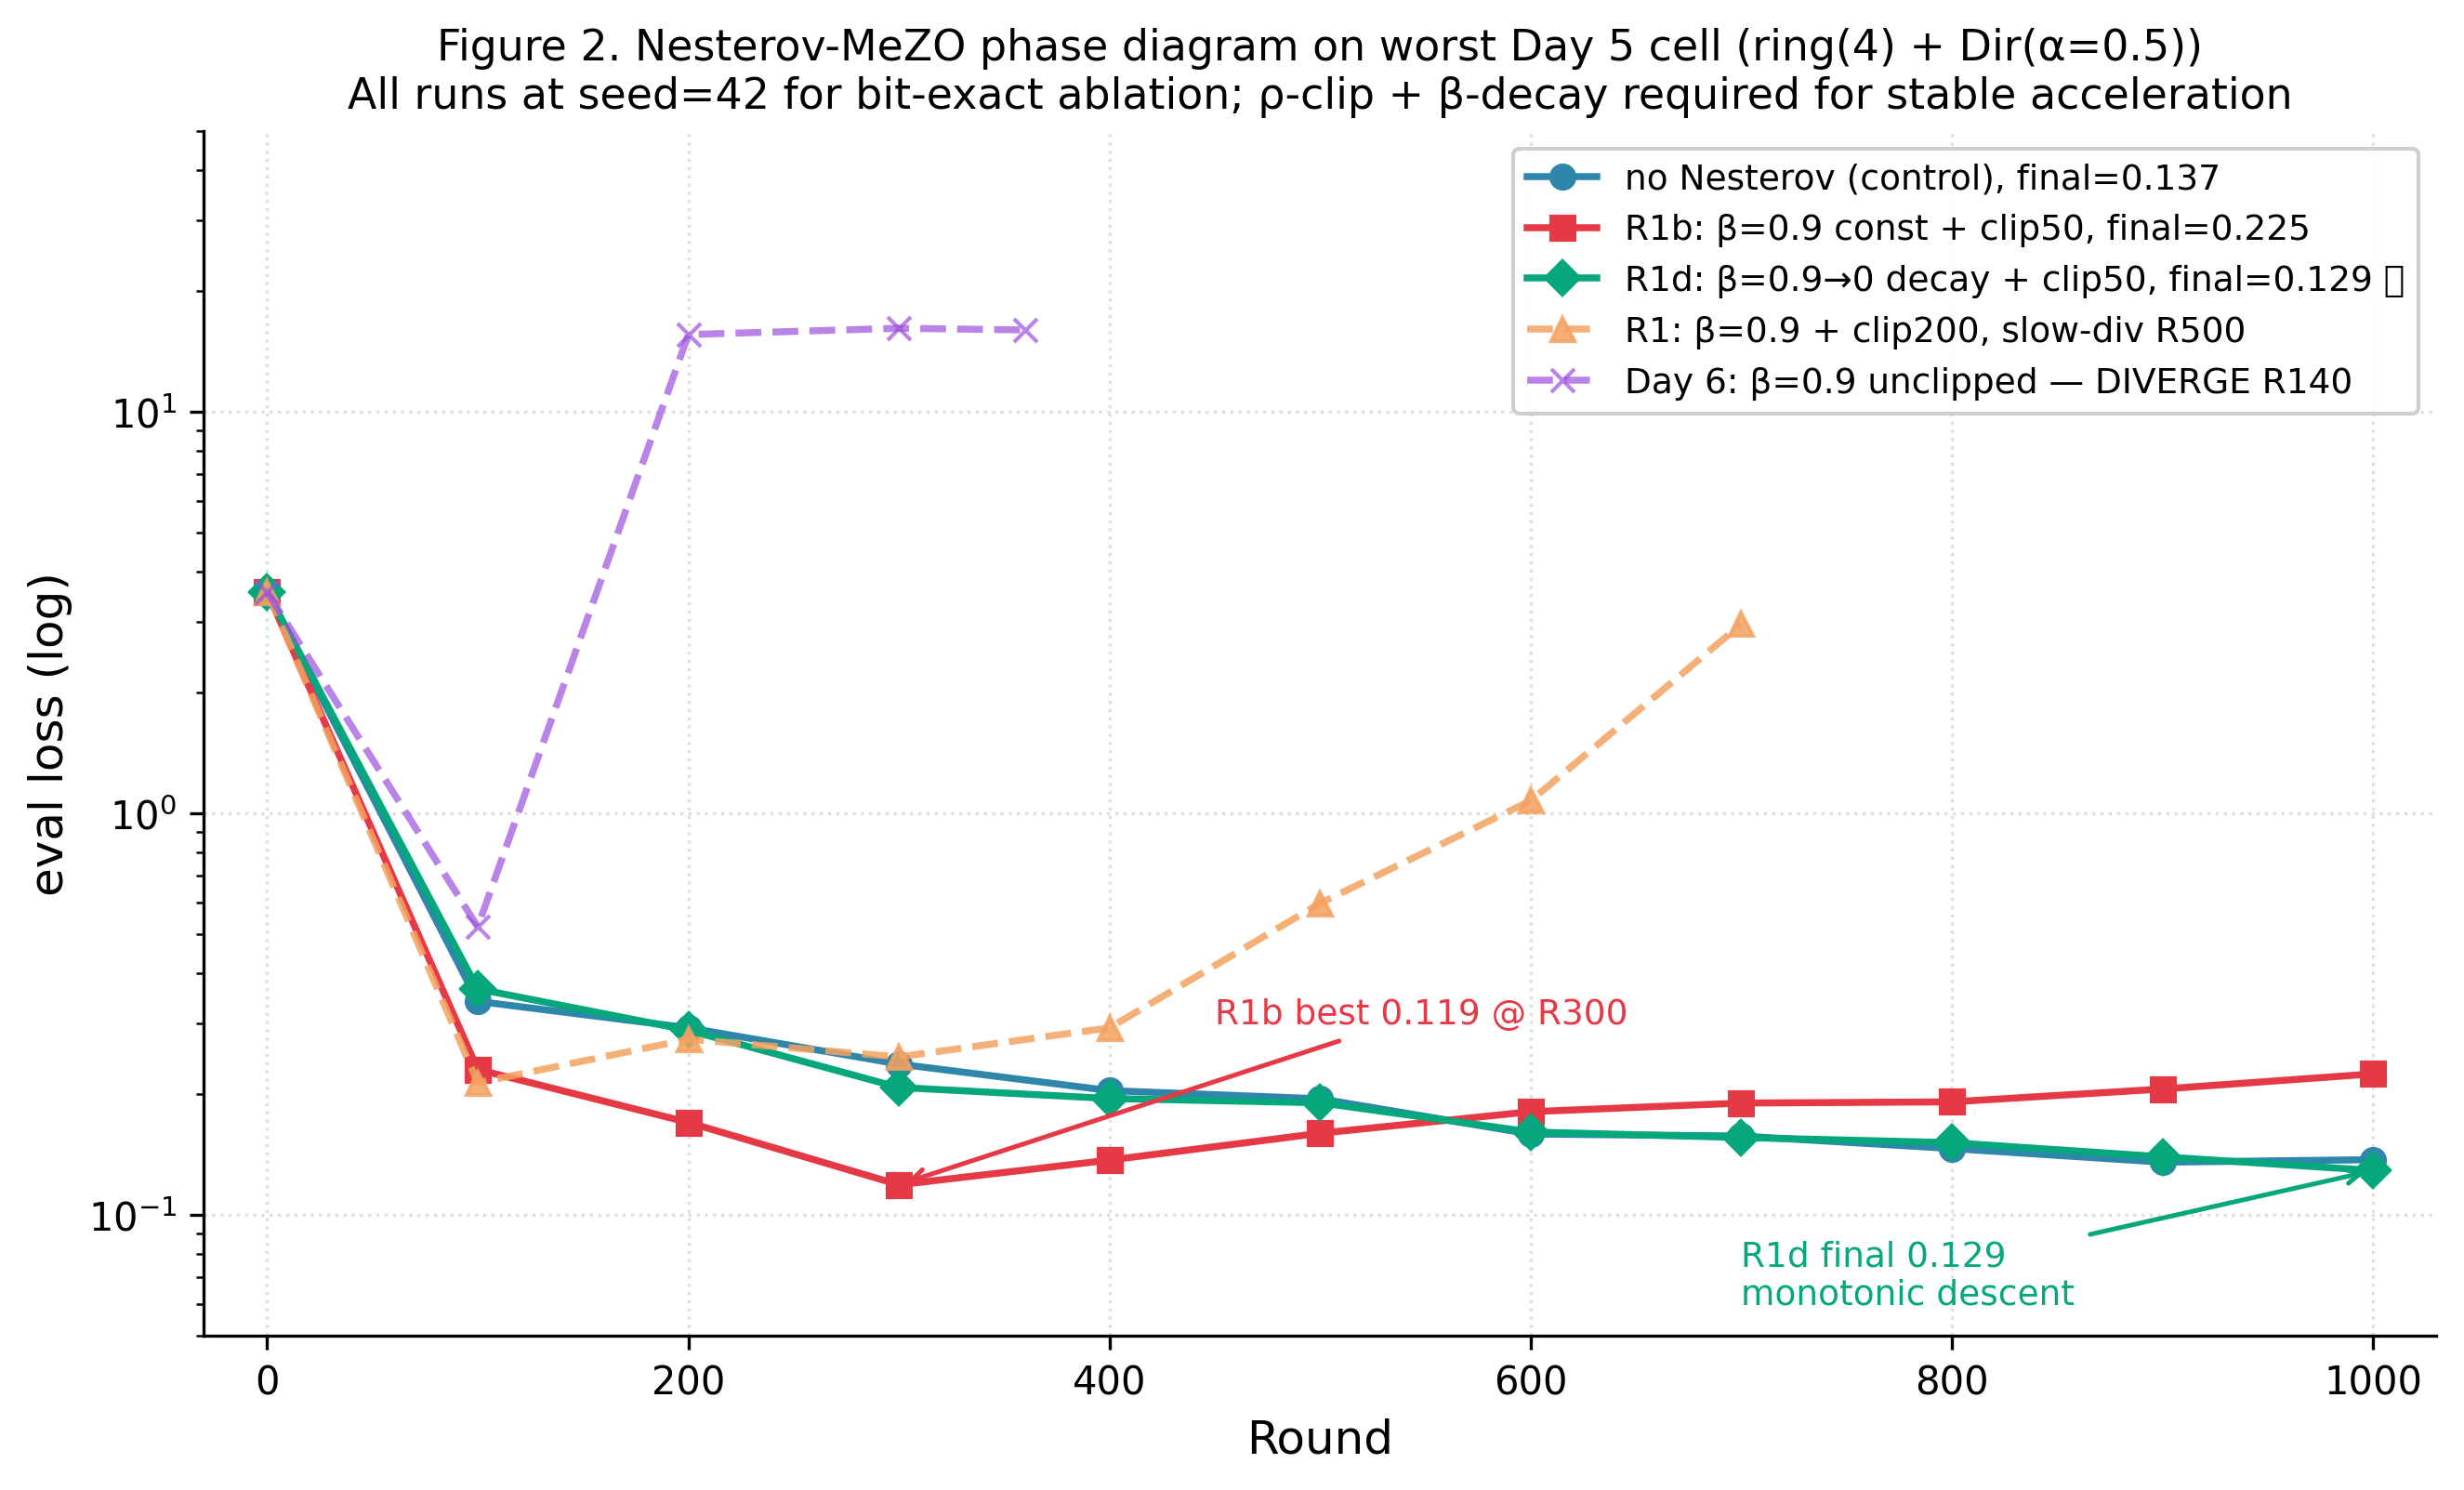 Figure 2. Nesterov-MeZO phase diagram on worst Day 5 cell (ring(4) + Dir(α=0.5))
All runs at seed=42 for bit-exact ablation; ρ-clip + β-decay required for stable acceleration
no Nesterov (control), final=0.137
R1b: β=0.9 const + clip50, final=0.225
R1d: β=0.9→0 decay + clip50, final=0.129 
R1: β=0.9 + clip200, slow-div R500
Day 6: β=0.9 unclipped — DIVERGE R140
eval loss (log)
10¹
10⁰
10⁻¹
R1b best 0.119 @ R300
R1d final 0.129
monotonic descent
0 200 400 600 800 1000
Round